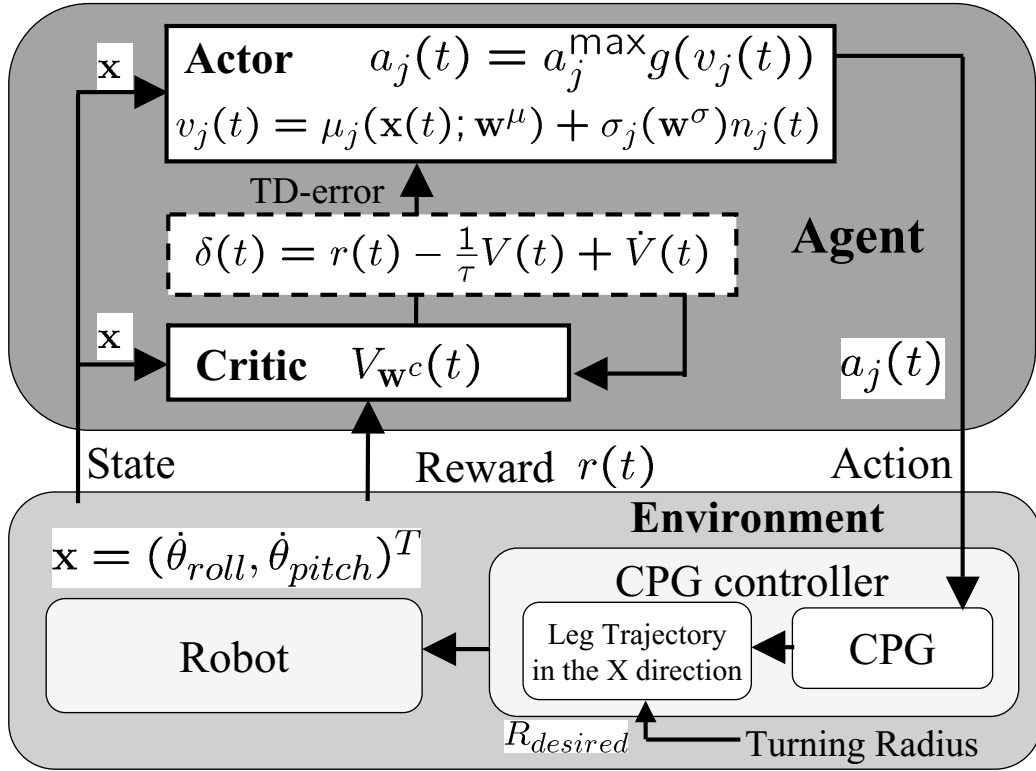 x
Actor a_j(t) = a_j^max g(v_j(t))
v_j(t) = μ_j(x(t); w^μ) + σ_j(w^σ)n_j(t)
TD-error
δ(t) = r(t) − 1/τ V(t) + V̇(t)
Agent
x
Critic V_{w^c}(t)
a_j(t)
State
Reward r(t)
Action
Environment
x = (θ̇_roll, θ̇_pitch)^T
CPG controller
Robot
Leg Trajectory
in the X direction
CPG
R_desired
Turning Radius